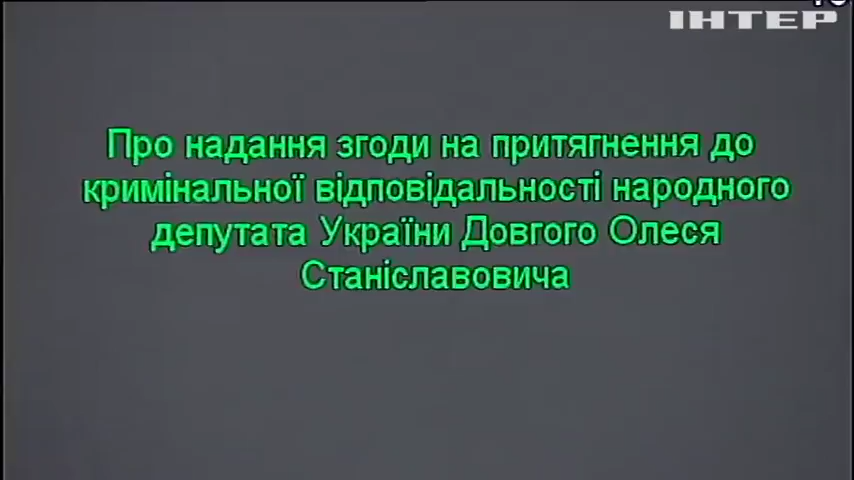 ІНТЕР
Про надання згоди на притягнення до
кримінальної відповідальності народного
депутата України Довгого Олеся
Станіславовича